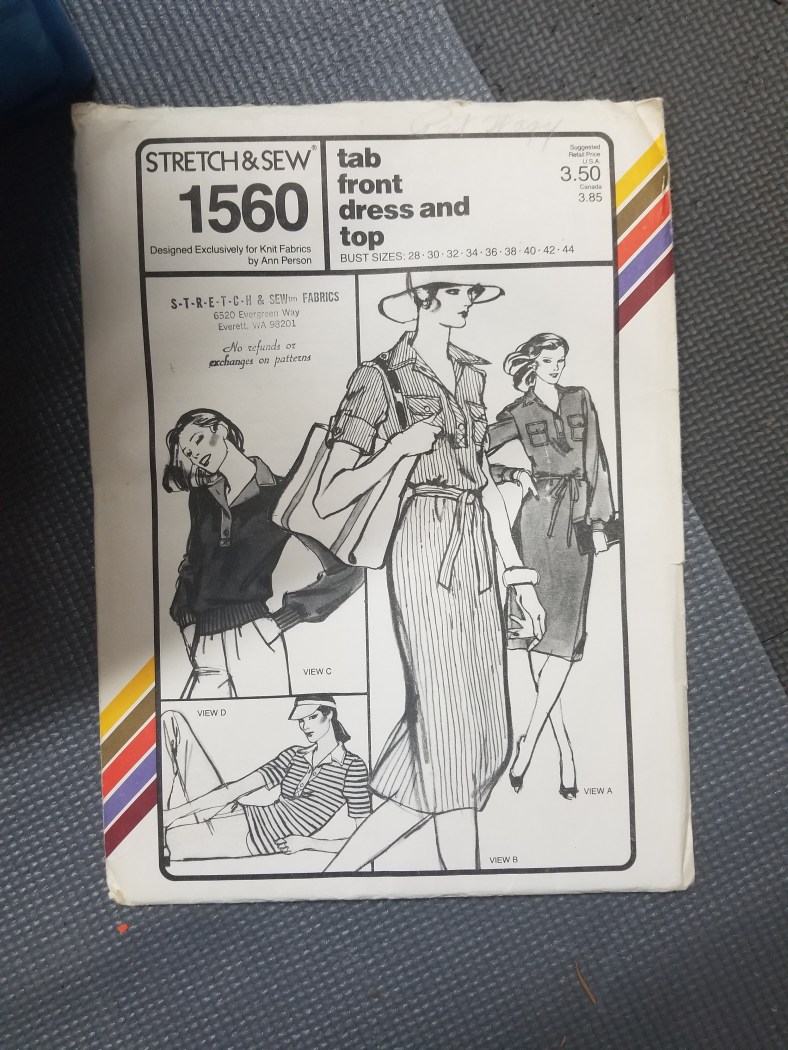 STRETCH & SEW®
1560
Designed Exclusively for Knit Fabrics
by Ann Person
tab
front
dress and
top
BUST SIZES: 28 · 30 · 32 · 34 · 36 · 38 · 40 · 42 · 44
Suggested
Retail Price
U.S.A.
3.50
Canada
3.85
S-T-R-E-T-C-H & SEWtm FABRICS
6520 Evergreen Way
Everett, WA 98201
No refunds or
exchanges on patterns
VIEW C
VIEW D
VIEW A
VIEW B